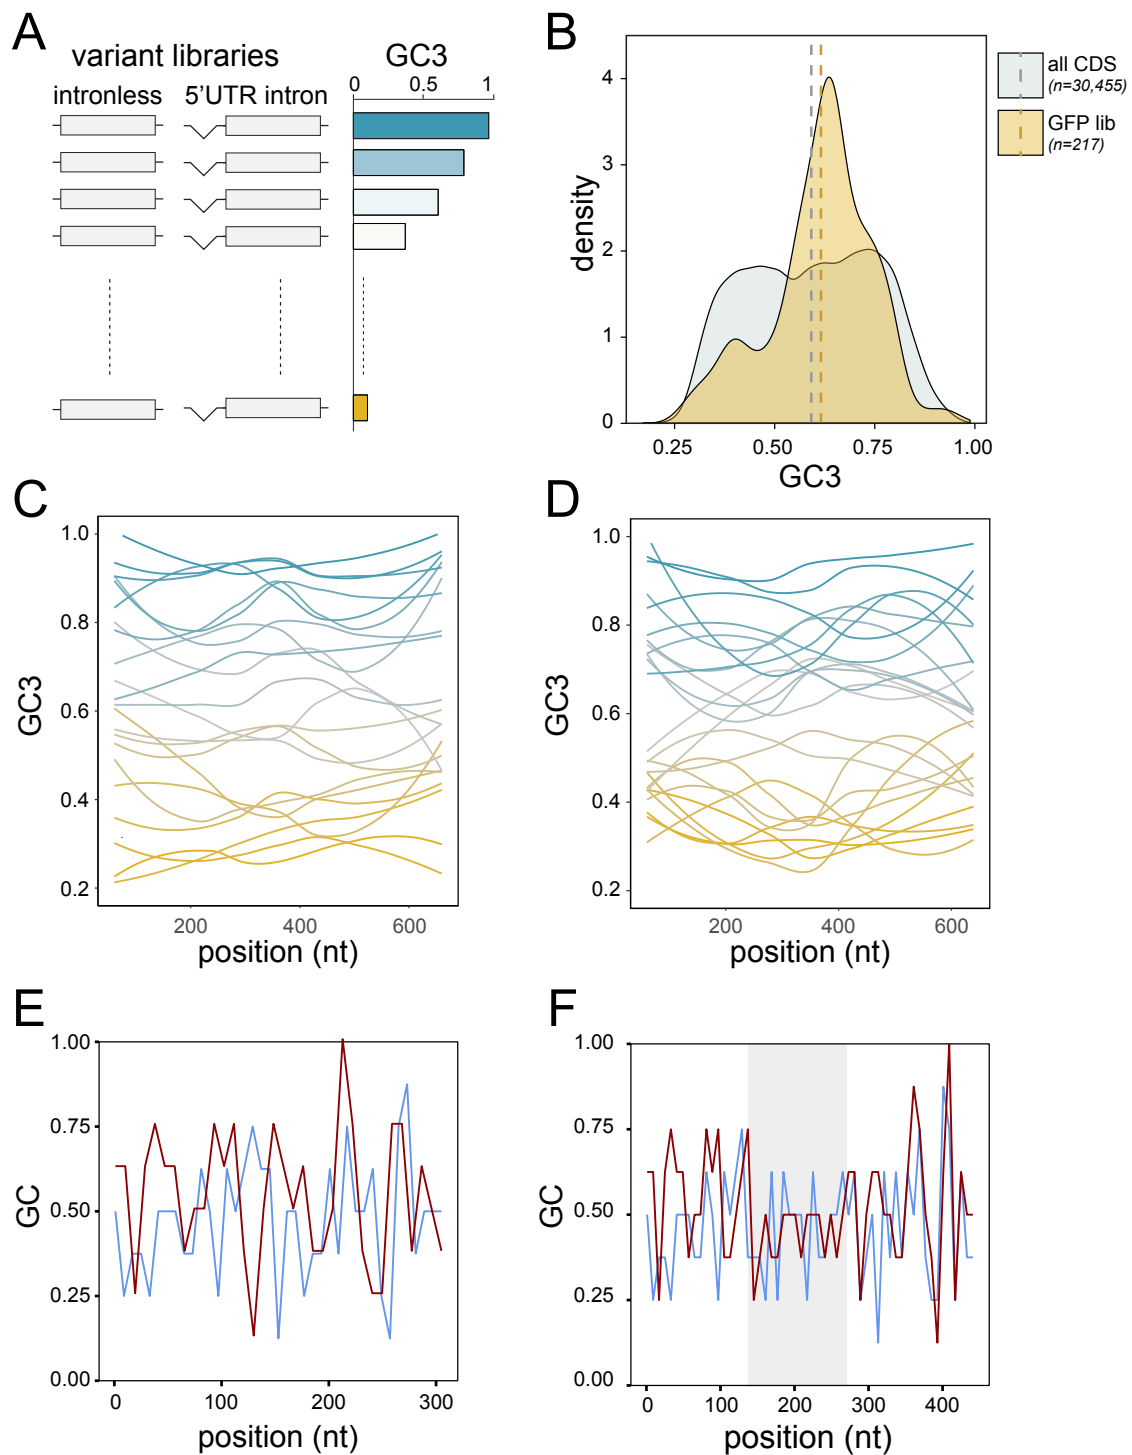 A
variant libraries
GC3
intronless
5'UTR intron
0
0.5
1
B
4
3
2
1
0
density
0.25
0.50
0.75
1.00
GC3
all CDS
(n=30,455)
GFP lib
(n=217)
C
1.0
0.8
0.6
0.4
0.2
GC3
200
400
600
position (nt)
D
1.0
0.8
0.6
0.4
0.2
GC3
200
400
600
position (nt)
E
1.00
0.75
0.50
0.25
0.00
GC
0
100
200
300
position (nt)
F
1.00
0.75
0.50
0.25
0.00
GC
0
100
200
300
400
position (nt)